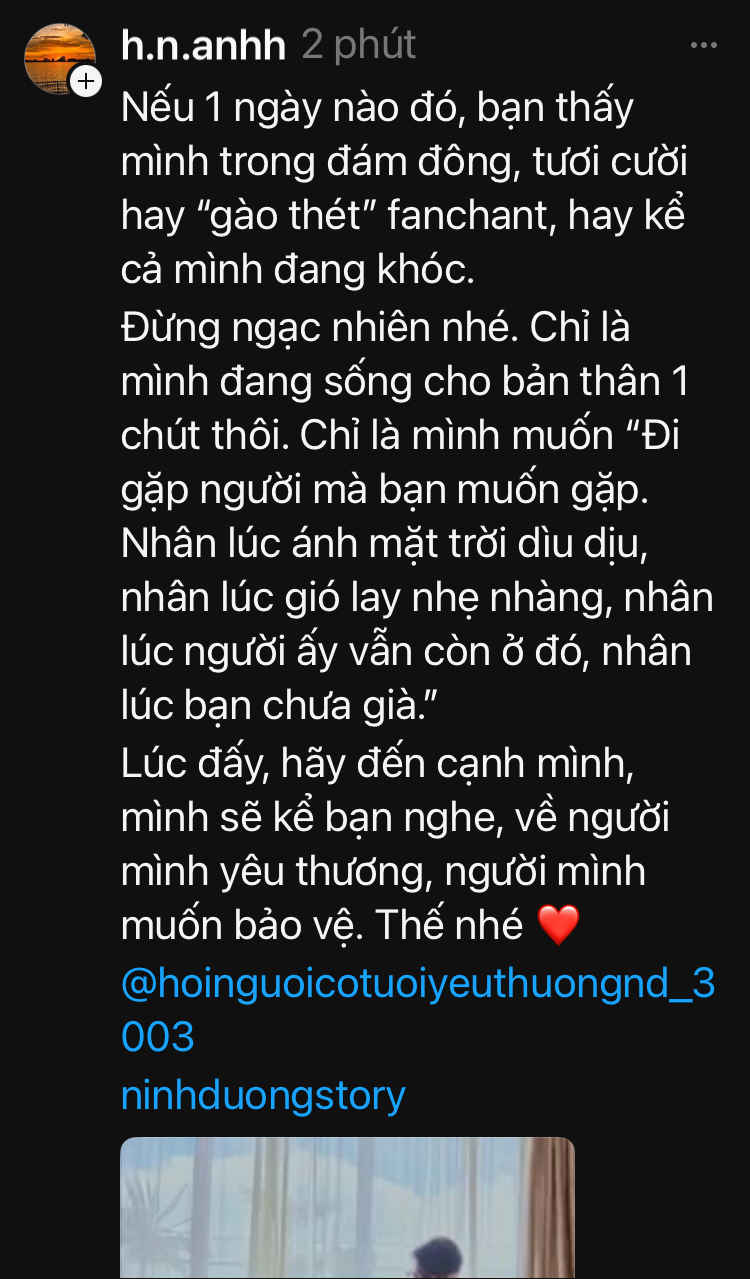 h.n.anhh 2 phút
Nếu 1 ngày nào đó, bạn thấy
mình trong đám đông, tươi cười
hay “gào thét” fanchant, hay kể
cả mình đang khóc.
Đừng ngạc nhiên nhé. Chỉ là
mình đang sống cho bản thân 1
chút thôi. Chỉ là mình muốn “Đi
gặp người mà bạn muốn gặp.
Nhân lúc ánh mặt trời dìu dịu,
nhân lúc gió lay nhẹ nhàng, nhân
lúc người ấy vẫn còn ở đó, nhân
lúc bạn chưa già.”
Lúc đấy, hãy đến cạnh mình,
mình sẽ kể bạn nghe, về người
mình yêu thương, người mình
muốn bảo vệ. Thế nhé ❤️
@hoinguoicotuoiyeuthuongnd_3
003
ninhduongstory